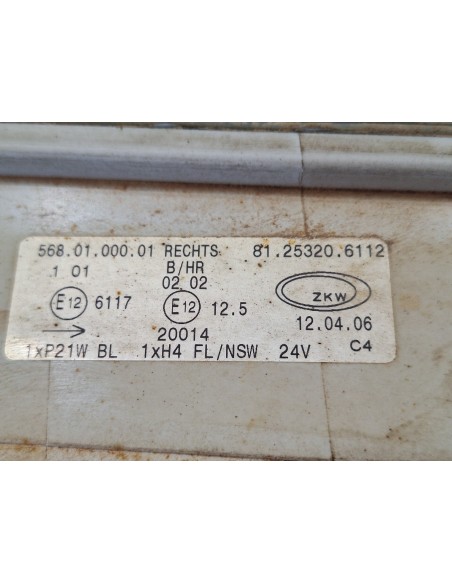 568.01.000.01 RECHTS 81.25320.6112
1 01 B/HR
02 02
E12 6117 E12 12.5 ZKW
20014 12.04.06
1xP21W BL 1xH4 FL/NSW 24V C4